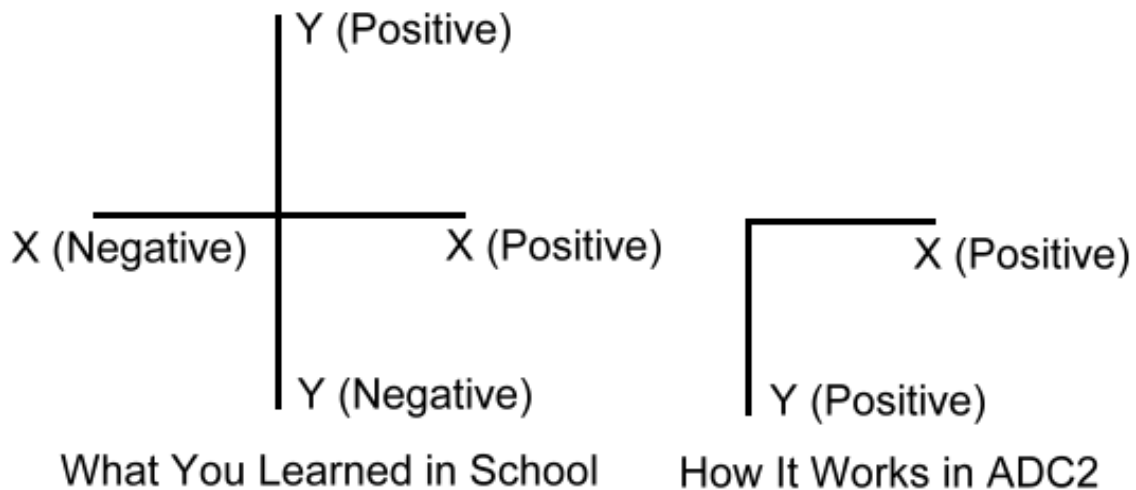 Y (Positive)
X (Negative)
X (Positive)
Y (Negative)
What You Learned in School
X (Positive)
Y (Positive)
How It Works in ADC2